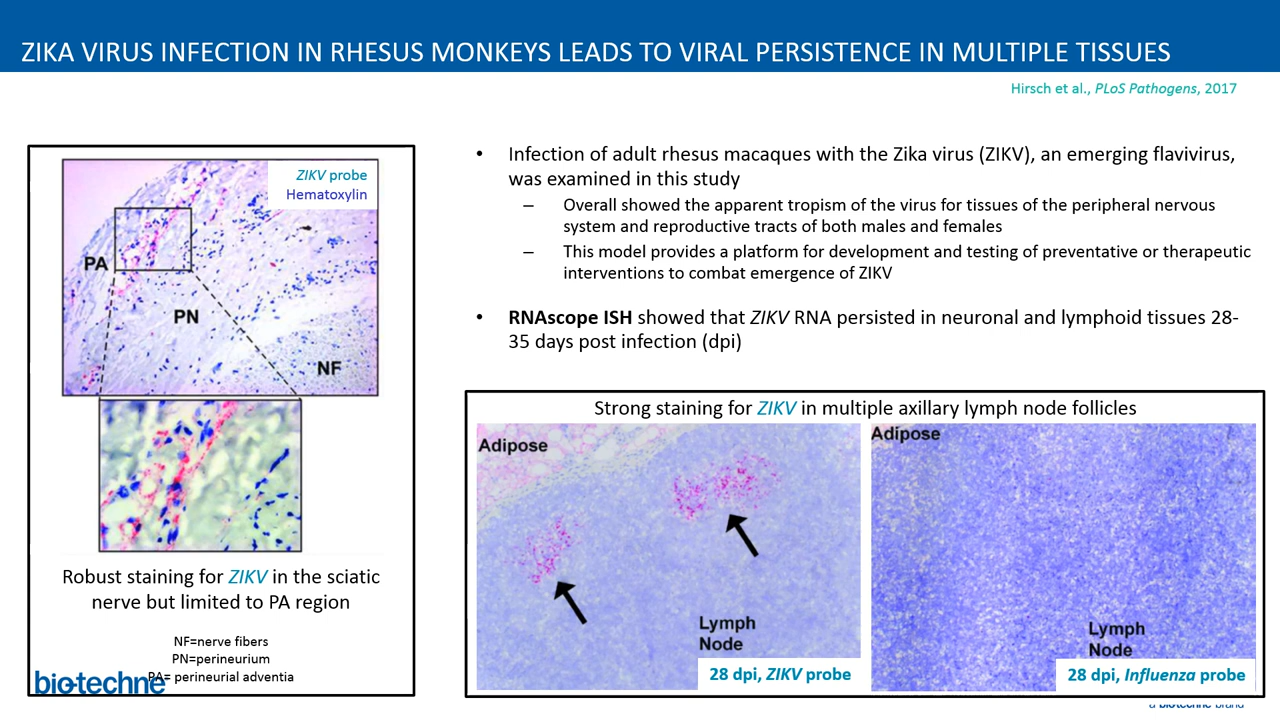 ZIKA VIRUS INFECTION IN RHESUS MONKEYS LEADS TO VIRAL PERSISTENCE IN MULTIPLE TISSUES
Hirsch et al., PLoS Pathogens, 2017
ZIKV probe
Hematoxylin
PA
PN
NF
Robust staining for ZIKV in the sciatic
nerve but limited to PA region
NF=nerve fibers
PN=perineurium
PA= perineurial adventia
bio-techne
• Infection of adult rhesus macaques with the Zika virus (ZIKV), an emerging flavivirus,
was examined in this study
– Overall showed the apparent tropism of the virus for tissues of the peripheral nervous
system and reproductive tracts of both males and females
– This model provides a platform for development and testing of preventative or therapeutic
interventions to combat emergence of ZIKV
• RNAscope ISH showed that ZIKV RNA persisted in neuronal and lymphoid tissues 28-
35 days post infection (dpi)
Strong staining for ZIKV in multiple axillary lymph node follicles
Adipose
Lymph
Node
28 dpi, ZIKV probe
Adipose
Lymph
Node
28 dpi, Influenza probe
a biotechne brand